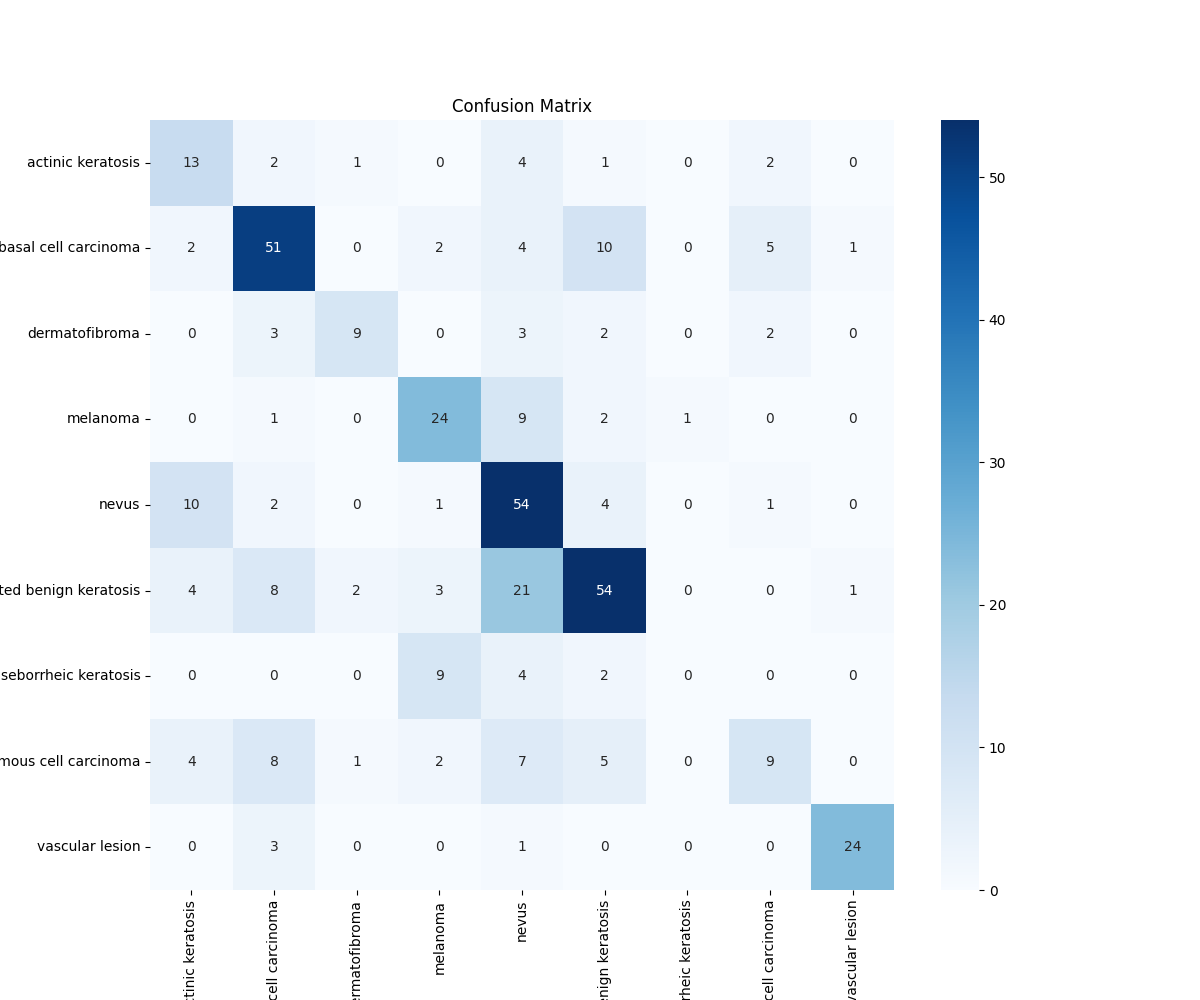 Confusion Matrix
actinic keratosis 13 2 1 0 4 1 0 2 0
basal cell carcinoma 2 51 0 2 4 10 0 5 1
dermatofibroma 0 3 9 0 3 2 0 2 0
melanoma 0 1 0 24 9 2 1 0 0
nevus 10 2 0 1 54 4 0 1 0
ted benign keratosis 4 8 2 3 21 54 0 0 1
seborrheic keratosis 0 0 0 9 4 2 0 0 0
mous cell carcinoma 4 8 1 2 7 5 0 9 0
vascular lesion 0 3 0 0 1 0 0 0 24
tinic keratosis
cell carcinoma
ermatofibroma
melanoma
nevus
enign keratosis
rheic keratosis
cell carcinoma
vascular lesion
50
40
30
20
10
0